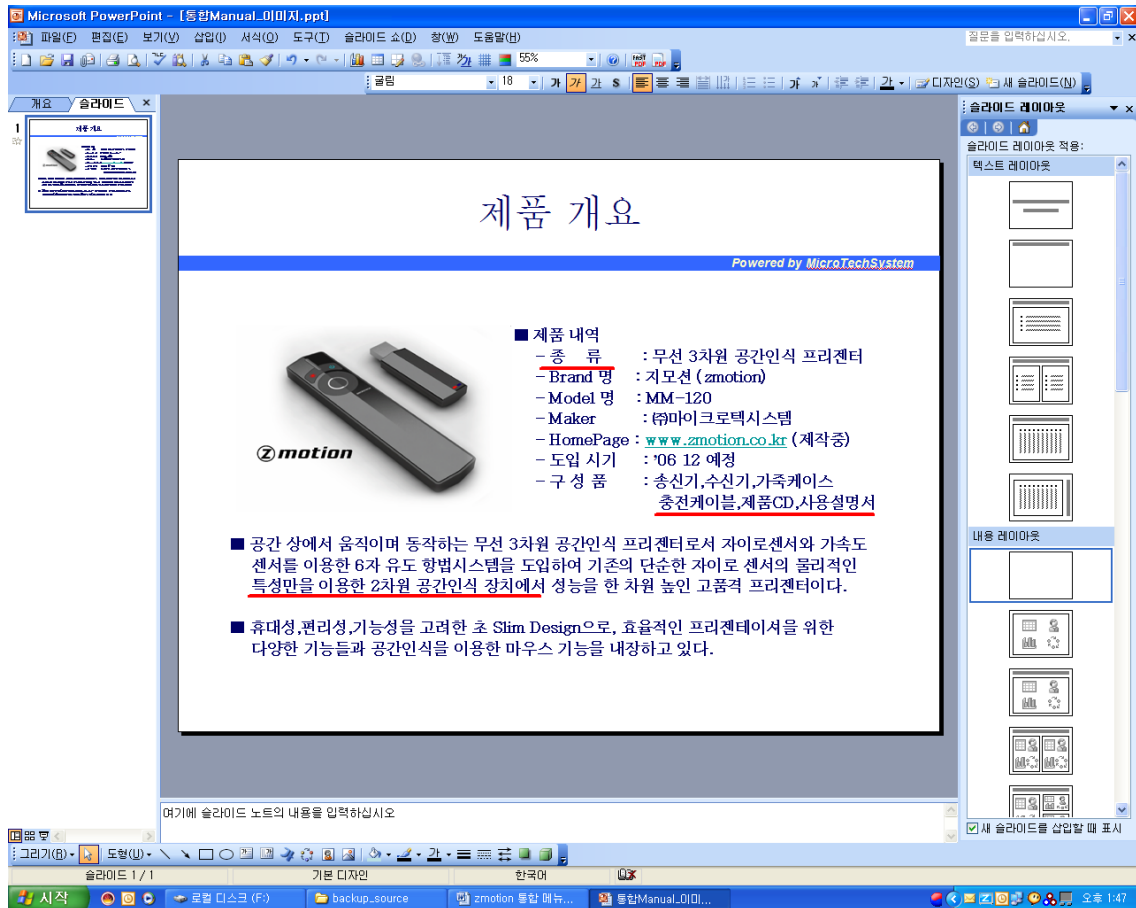 Microsoft PowerPoint - [통합Manual_이미지.ppt]
파일(F) 편집(E) 보기(V) 삽입(I) 서식(O) 도구(T) 슬라이드 쇼(D) 창(W) 도움말(H)
질문을 입력하십시오.
55%
굴림 18 가 가 가 S 가 디자인(S) 새 슬라이드(N)
개요 슬라이드
슬라이드 레이아웃
슬라이드 레이아웃 적용:
텍스트 레이아웃
내용 레이아웃
새 슬라이드를 삽입할 때 표시
1
제품 개요
제품 개요
Powered by MicroTechSystem
zmotion
■ 제품 내역
- 종 류 : 무선 3차원 공간인식 프리젠터
- Brand 명 : 지모션 (zmotion)
- Model 명 : MM-120
- Maker : ㈜마이크로텍시스템
- HomePage : www.zmotion.co.kr (제작중)
- 도입 시기 : '06 12 예정
- 구 성 품 : 송신기,수신기,가죽케이스
충전케이블,제품CD,사용설명서
■ 공간 상에서 움직이며 동작하는 무선 3차원 공간인식 프리젠터로서 자이로센서와 가속도
센서를 이용한 6자 유도 항법시스템을 도입하여 기존의 단순한 자이로 센서의 물리적인
특성만을 이용한 2차원 공간인식 장치에서 성능을 한 차원 높인 고품격 프리젠터이다.
■ 휴대성,편리성,기능성을 고려한 초 Slim Design으로, 효율적인 프리젠테이셔을 위한
다양한 기능들과 공간인식을 이용한 마우스 기능을 내장하고 있다.
여기에 슬라이드 노트의 내용을 입력하십시오
그리기(R) 도형(U) 가
슬라이드 1 / 1 기본 디자인 한국어
시작 로컬 디스크 (F:) backup_source zmotion 통합 메뉴... 통합Manual_이미... 오후 1:47